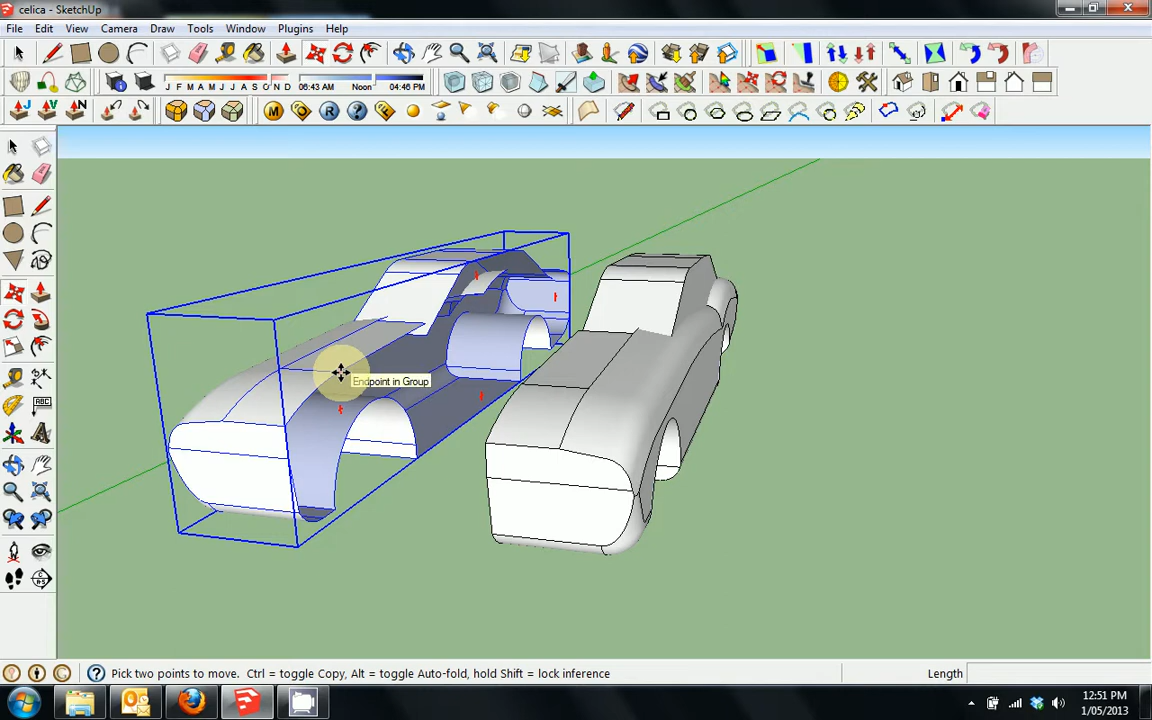 celica - SketchUp
File Edit View Camera Draw Tools Window Plugins Help
J F M A M J J A S O N D 06:43 AM Noon 04:46 PM
J V N M O R ? F
ABC
Endpoint in Group
Pick two points to move. Ctrl = toggle Copy, Alt = toggle Auto-fold, hold Shift = lock inference Length
12:51 PM
1/05/2013